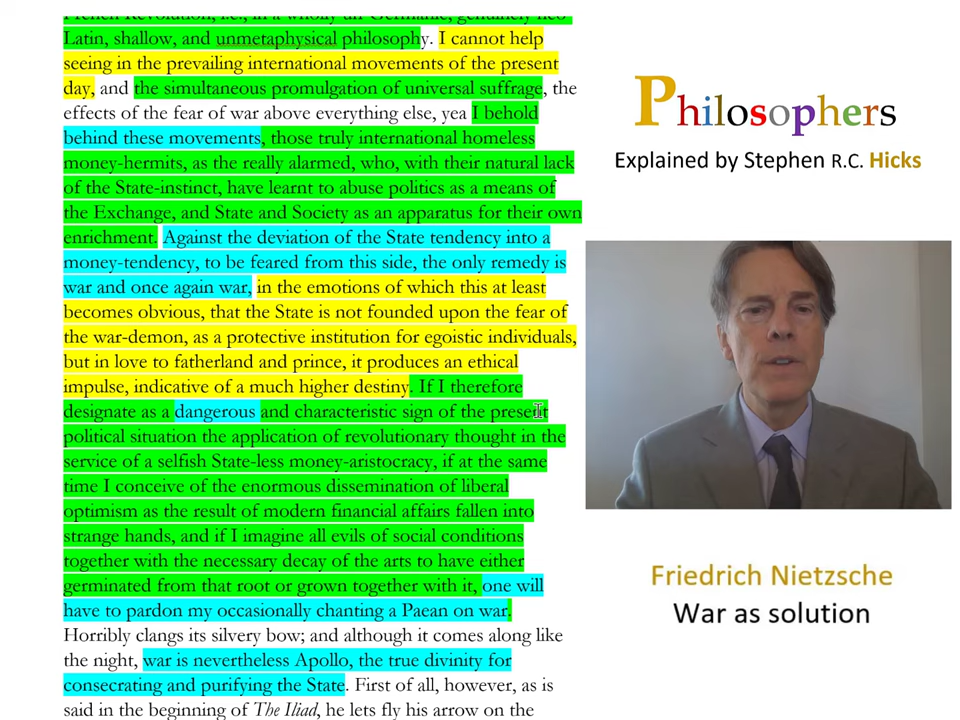 French Revolution, i.e., in a wholly un-Germanic, genuinely neo-
Latin, shallow, and unmetaphysical philosophy. I cannot help
seeing in the prevailing international movements of the present
day, and the simultaneous promulgation of universal suffrage, the
effects of the fear of war above everything else, yea I behold
behind these movements, those truly international homeless
money-hermits, as the really alarmed, who, with their natural lack
of the State-instinct, have learnt to abuse politics as a means of
the Exchange, and State and Society as an apparatus for their own
enrichment. Against the deviation of the State tendency into a
money-tendency, to be feared from this side, the only remedy is
war and once again war, in the emotions of which this at least
becomes obvious, that the State is not founded upon the fear of
the war-demon, as a protective institution for egoistic individuals,
but in love to fatherland and prince, it produces an ethical
impulse, indicative of a much higher destiny. If I therefore
designate as a dangerous and characteristic sign of the present
political situation the application of revolutionary thought in the
service of a selfish State-less money-aristocracy, if at the same
time I conceive of the enormous dissemination of liberal
optimism as the result of modern financial affairs fallen into
strange hands, and if I imagine all evils of social conditions
together with the necessary decay of the arts to have either
germinated from that root or grown together with it, one will
have to pardon my occasionally chanting a Paean on war.
Horribly clangs its silvery bow; and although it comes along like
the night, war is nevertheless Apollo, the true divinity for
consecrating and purifying the State. First of all, however, as is
said in the beginning of The Iliad, he lets fly his arrow on the
Philosophers
Explained by Stephen R.C. Hicks
Friedrich Nietzsche
War as solution